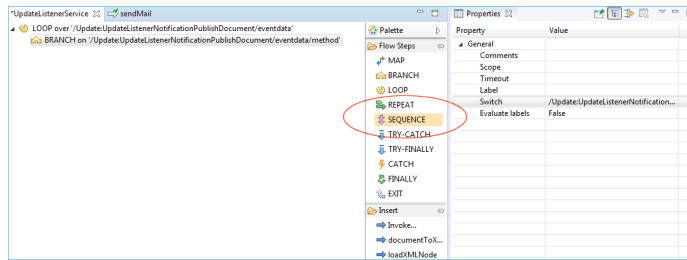 *UpdateListenerService
sendMail
LOOP over '/Update:UpdateListenerNotificationPublishDocument/eventdata'
BRANCH on '/Update:UpdateListenerNotificationPublishDocument/eventdata/method'
Palette
Flow Steps
MAP
BRANCH
LOOP
REPEAT
SEQUENCE
TRY-CATCH
TRY-FINALLY
CATCH
FINALLY
EXIT
Insert
Invoke...
documentToX...
loadXMLNode
Properties
Property Value
General
Comments
Scope
Timeout
Label
Switch /Update:UpdateListenerNotification...
Evaluate labels False